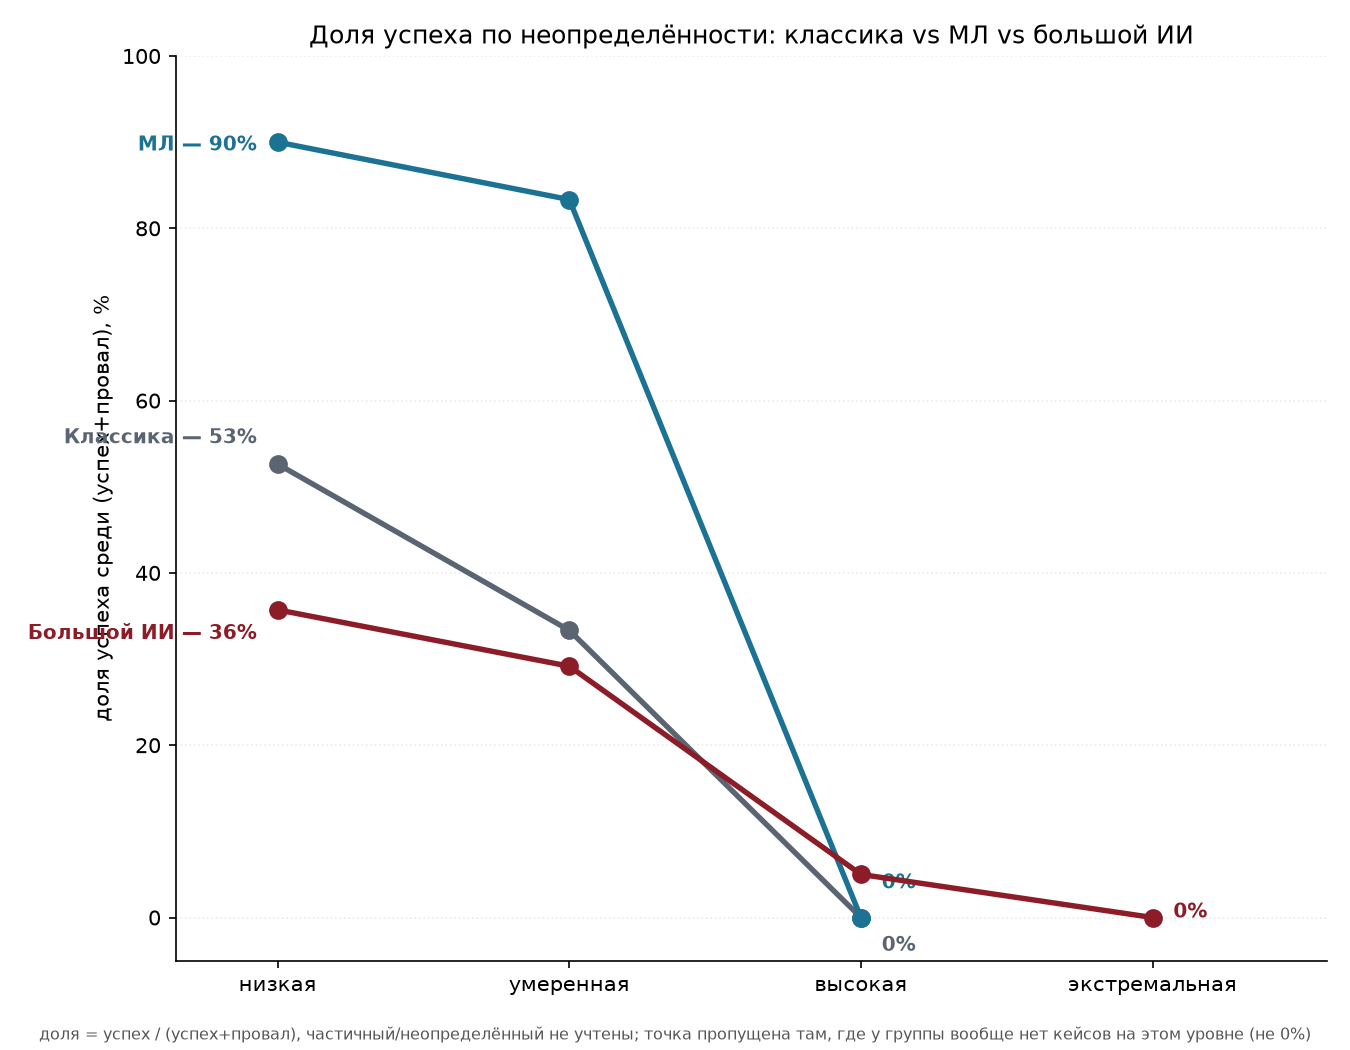 Доля успеха по неопределённости: классика vs МЛ vs большой ИИ
доля успеха среди (успех+провал), %
100
80
60
40
20
0
МЛ — 90%
Классика — 53%
Большой ИИ — 36%
0%
0%
0%
низкая
умеренная
высокая
экстремальная
доля = успех / (успех+провал), частичный/неопределённый не учтены; точка пропущена там, где у группы вообще нет кейсов на этом уровне (не 0%)